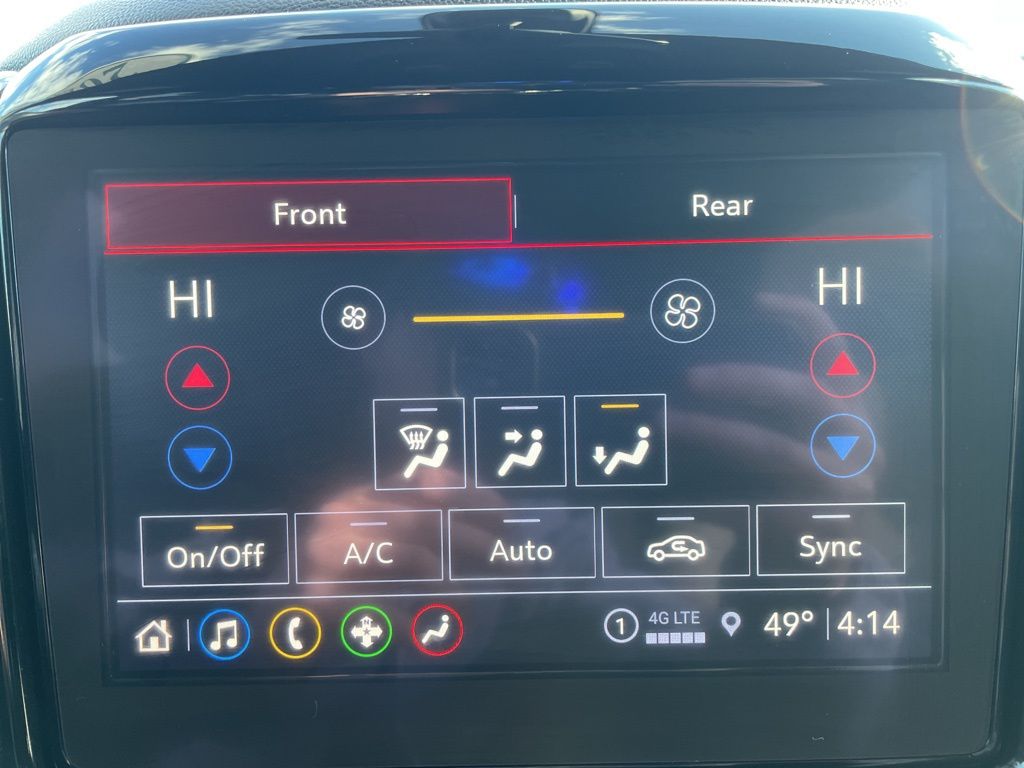 Front Rear
HI HI
On/Off A/C Auto Sync
1 4G LTE 49° 4:14